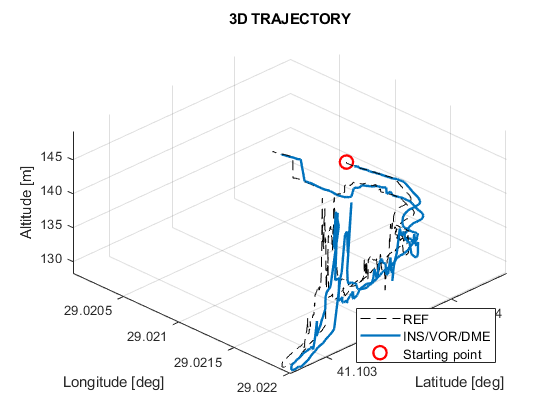 3D TRAJECTORY
145
140
135
130
Altitude [m]
29.0205
29.021
29.0215
29.022
Longitude [deg]
41.103
4
Latitude [deg]
REF
INS/VOR/DME
Starting point